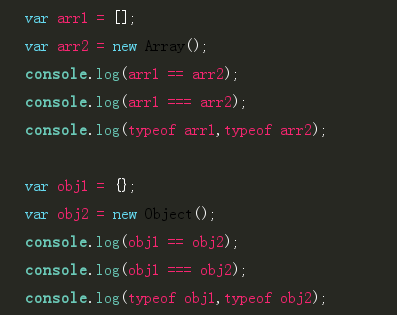 var arr1 = [];
var arr2 = new Array();
console.log(arr1 == arr2);
console.log(arr1 === arr2);
console.log(typeof arr1,typeof arr2);
var obj1 = {};
var obj2 = new Object();
console.log(obj1 == obj2);
console.log(obj1 === obj2);
console.log(typeof obj1,typeof obj2);